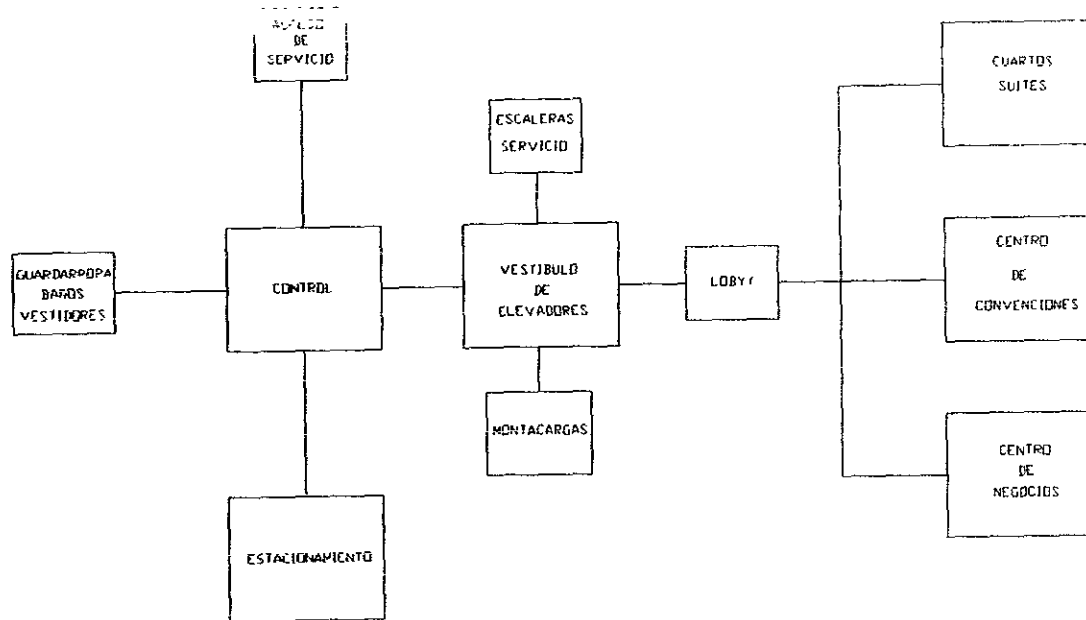 DE
SERVICIO
CUARTOS
SUITES
ESCALERAS
SERVICIO
GUARDARROPA
BAÑOS
VESTIDORES
CONTROL
VESTIBULO
DE
ELEVADORES
LOBYY
CENTRO
DE
CONVENCIONES
MONTACARGAS
CENTRO
DE
NEGOCIOS
ESTACIONAMIENTO